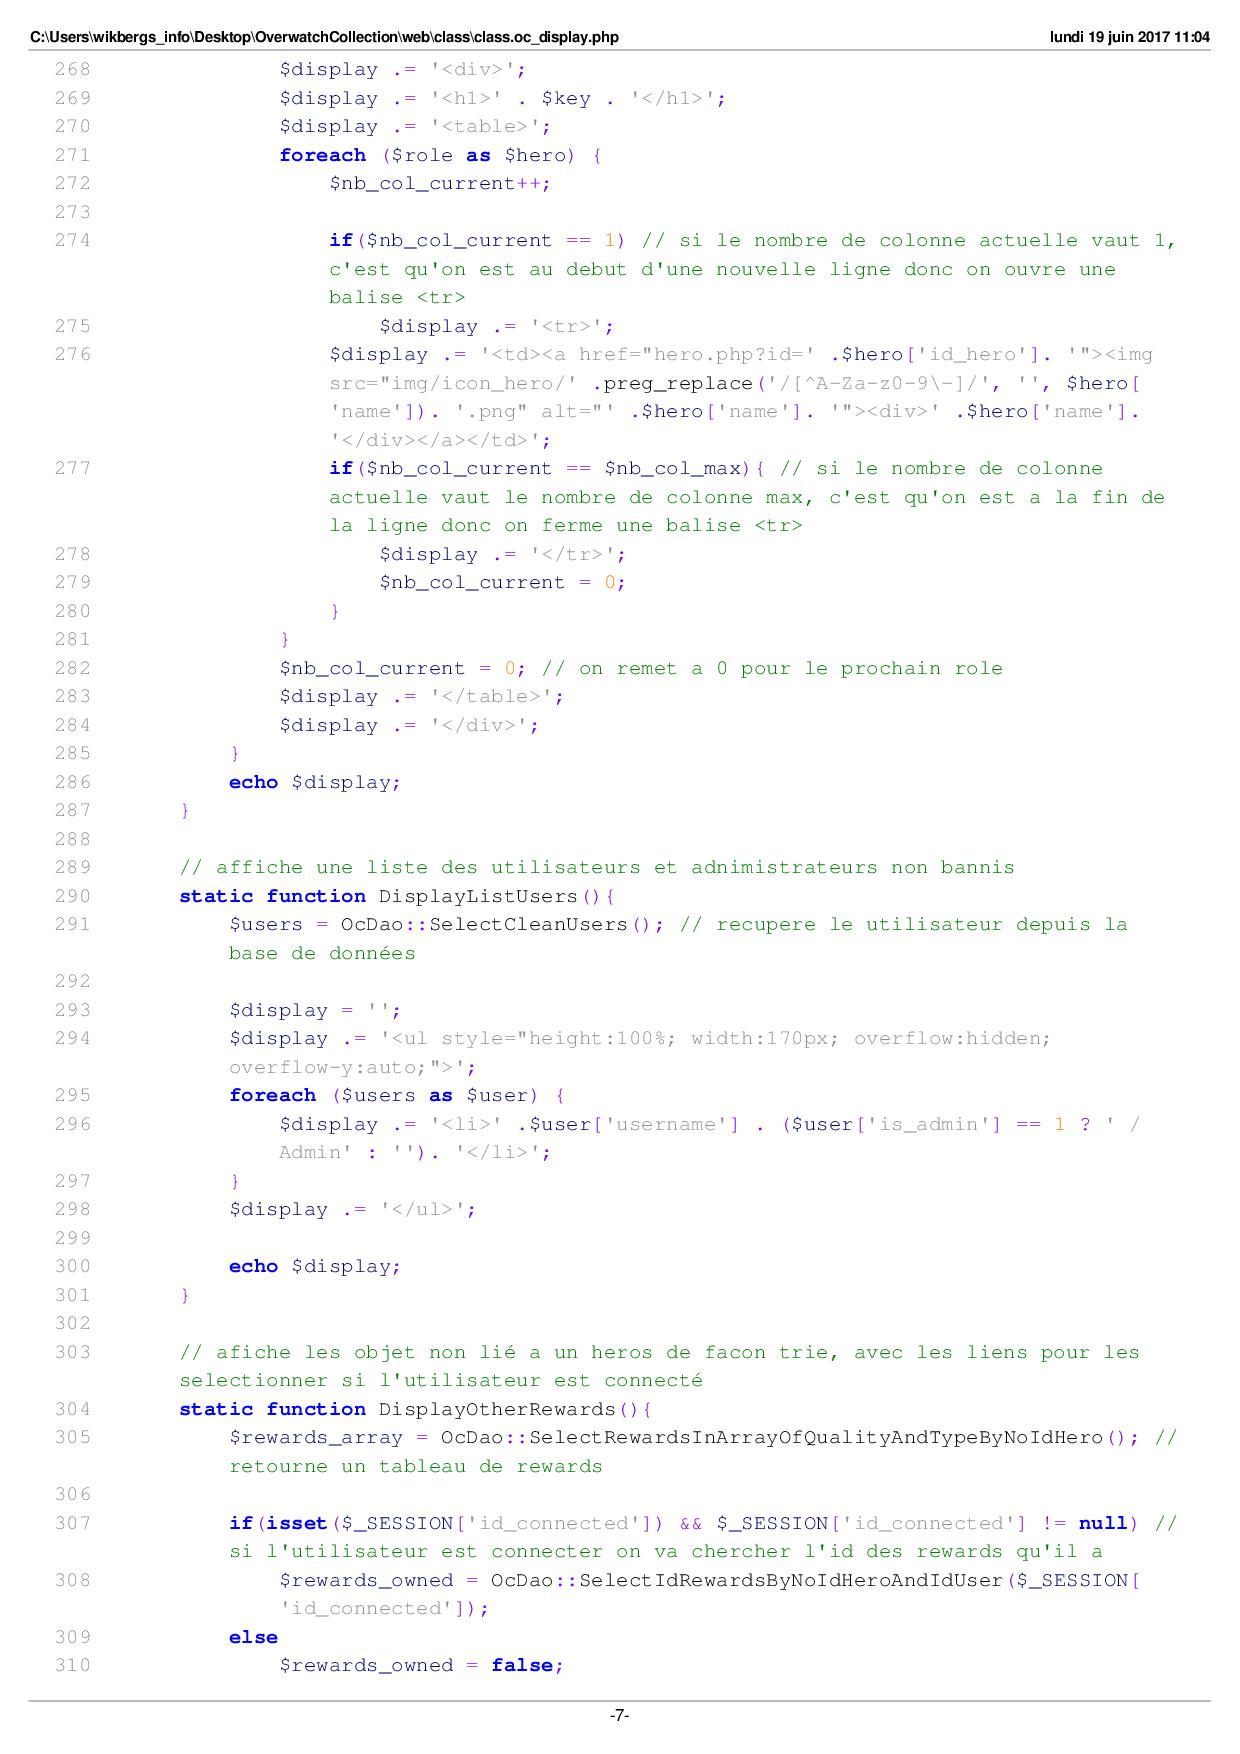 C:\Users\wikbergs_info\Desktop\OverwatchCollection\web\class\class.oc_display.php lundi 19 juin 2017 11:04
268 $display .= '<div>';
269 $display .= '<h1>' . $key . '</h1>';
270 $display .= '<table>';
271 foreach ($role as $hero) {
272 $nb_col_current++;
273
274 if($nb_col_current == 1) // si le nombre de colonne actuelle vaut 1,
c'est qu'on est au debut d'une nouvelle ligne donc on ouvre une
balise <tr>
275 $display .= '<tr>';
276 $display .= '<td><a href="hero.php?id=' .$hero['id_hero']. '"><img
src="img/icon_hero/' .preg_replace('/[^A-Za-z0-9\-]/', '', $hero[
'name']). '.png" alt="' .$hero['name']. '"><div>' .$hero['name'].
'</div></a></td>';
277 if($nb_col_current == $nb_col_max){ // si le nombre de colonne
actuelle vaut le nombre de colonne max, c'est qu'on est a la fin de
la ligne donc on ferme une balise <tr>
278 $display .= '</tr>';
279 $nb_col_current = 0;
280 }
281 }
282 $nb_col_current = 0; // on remet a 0 pour le prochain role
283 $display .= '</table>';
284 $display .= '</div>';
285 }
286 echo $display;
287 }
288
289 // affiche une liste des utilisateurs et adnimistrateurs non bannis
290 static function DisplayListUsers(){
291 $users = OcDao::SelectCleanUsers(); // recupere le utilisateur depuis la
base de données
292
293 $display = '';
294 $display .= '<ul style="height:100%; width:170px; overflow:hidden;
overflow-y:auto;">';
295 foreach ($users as $user) {
296 $display .= '<li>' .$user['username'] . ($user['is_admin'] == 1 ? ' /
Admin' : ''). '</li>';
297 }
298 $display .= '</ul>';
299
300 echo $display;
301 }
302
303 // afiche les objet non lié a un heros de facon trie, avec les liens pour les
selectionner si l'utilisateur est connecté
304 static function DisplayOtherRewards(){
305 $rewards_array = OcDao::SelectRewardsInArrayOfQualityAndTypeByNoIdHero(); //
retourne un tableau de rewards
306
307 if(isset($_SESSION['id_connected']) && $_SESSION['id_connected'] != null) //
si l'utilisateur est connecter on va chercher l'id des rewards qu'il a
308 $rewards_owned = OcDao::SelectIdRewardsByNoIdHeroAndIdUser($_SESSION[
'id_connected']);
309 else
310 $rewards_owned = false;
-7-